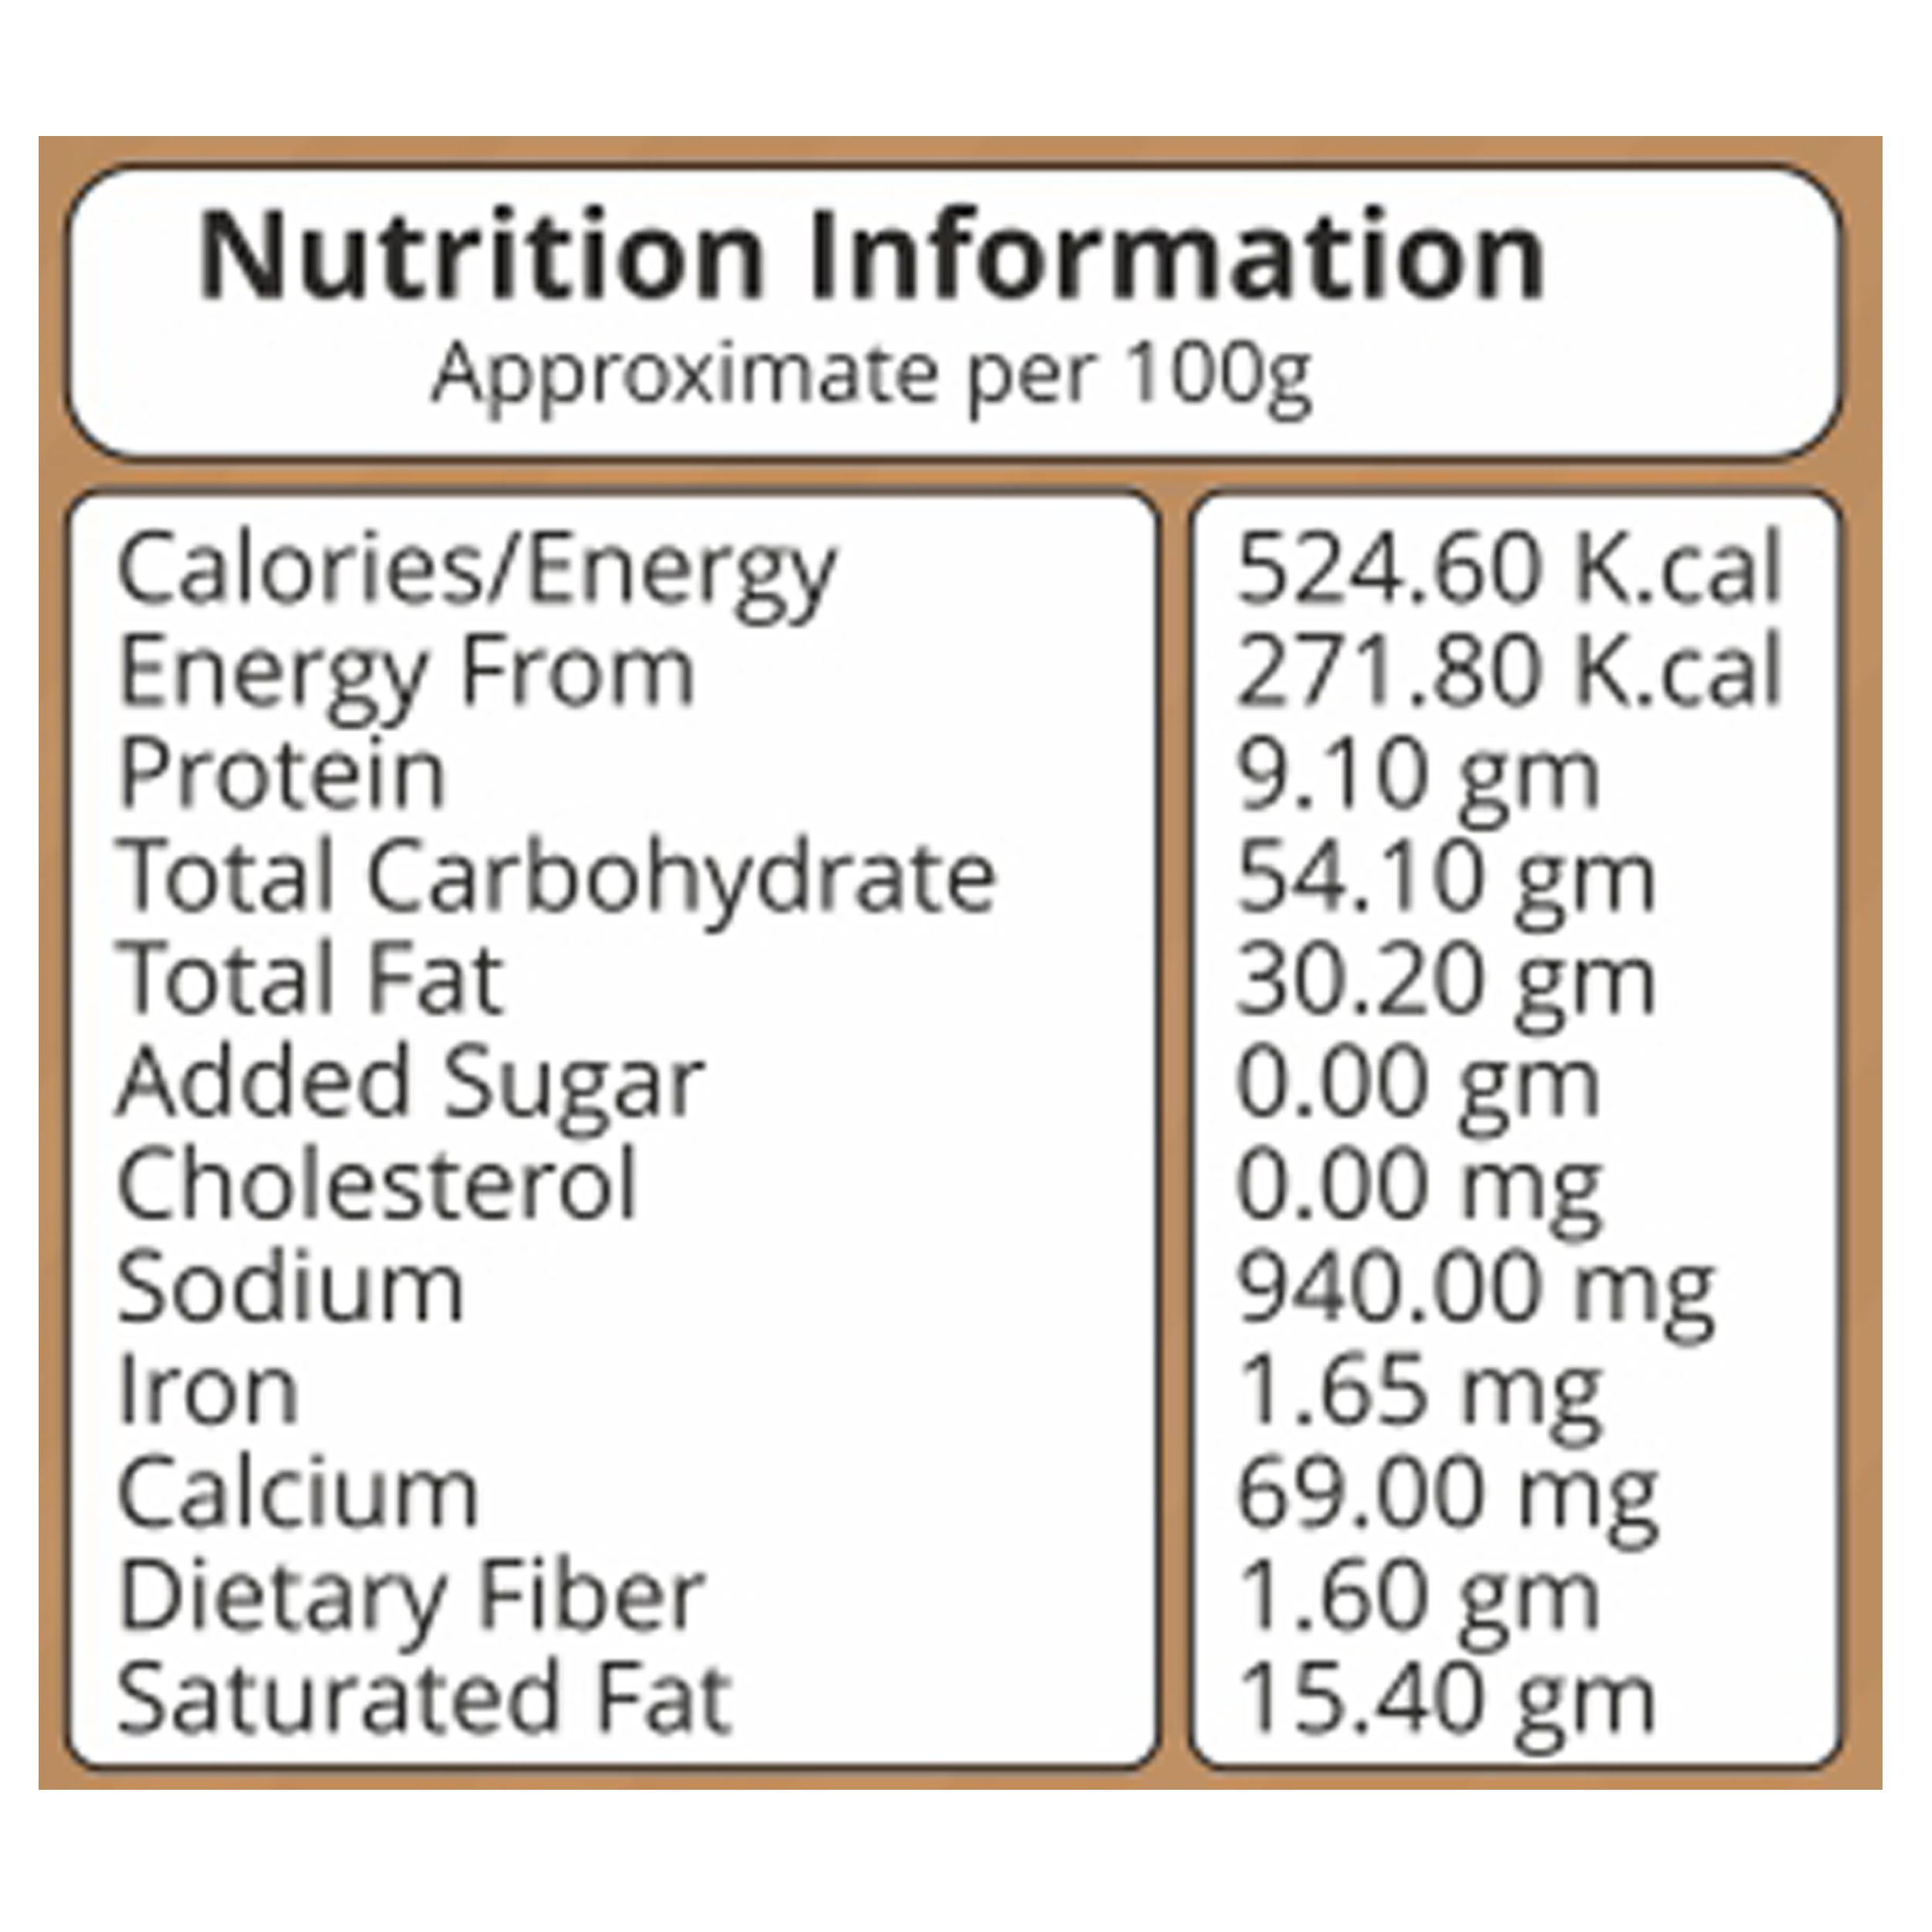 Nutrition Information
Approximate per 100g
Calories/Energy 524.60 K.cal
Energy From 271.80 K.cal
Protein 9.10 gm
Total Carbohydrate 54.10 gm
Total Fat 30.20 gm
Added Sugar 0.00 gm
Cholesterol 0.00 mg
Sodium 940.00 mg
Iron 1.65 mg
Calcium 69.00 mg
Dietary Fiber 1.60 gm
Saturated Fat 15.40 gm